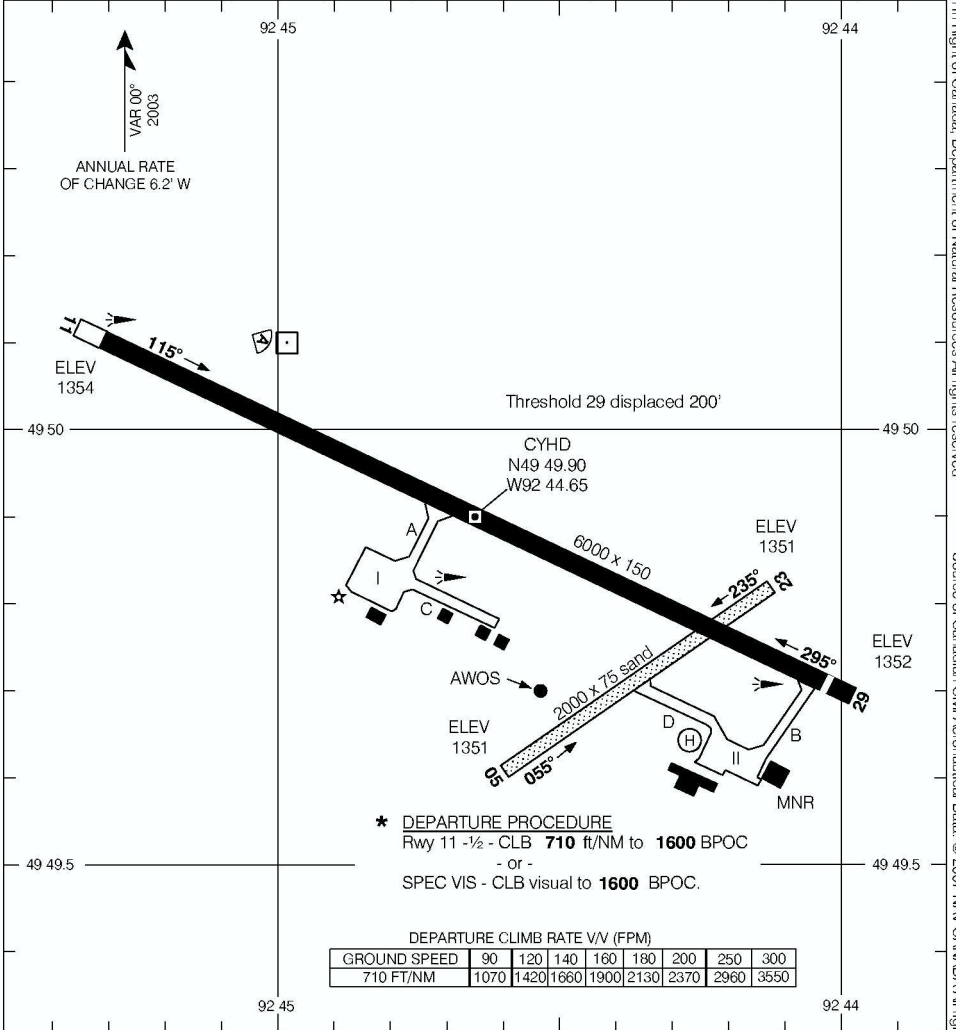 92 45
92 44
VAR 00°
2003
ANNUAL RATE
OF CHANGE 6.2' W
11
115°
A
ELEV
1354
Threshold 29 displaced 200'
49 50
49 50
CYHD
N49 49.90
W92 44.65
A
ELEV
1351
6000 x 150
235°
23
I
C
295°
ELEV
1352
29
AWOS
2000 x 75 sand
ELEV
1351
D
H
B
II
05
055°
MNR
* DEPARTURE PROCEDURE
Rwy 11 -½ - CLB 710 ft/NM to 1600 BPOC
- or -
SPEC VIS - CLB visual to 1600 BPOC.
49 49.5
49 49.5
DEPARTURE CLIMB RATE V/V (FPM)
GROUND SPEED 90 120 140 160 180 200 250 300
710 FT/NM 1070 1420 1660 1900 2130 2370 2960 3550
92 45
92 44